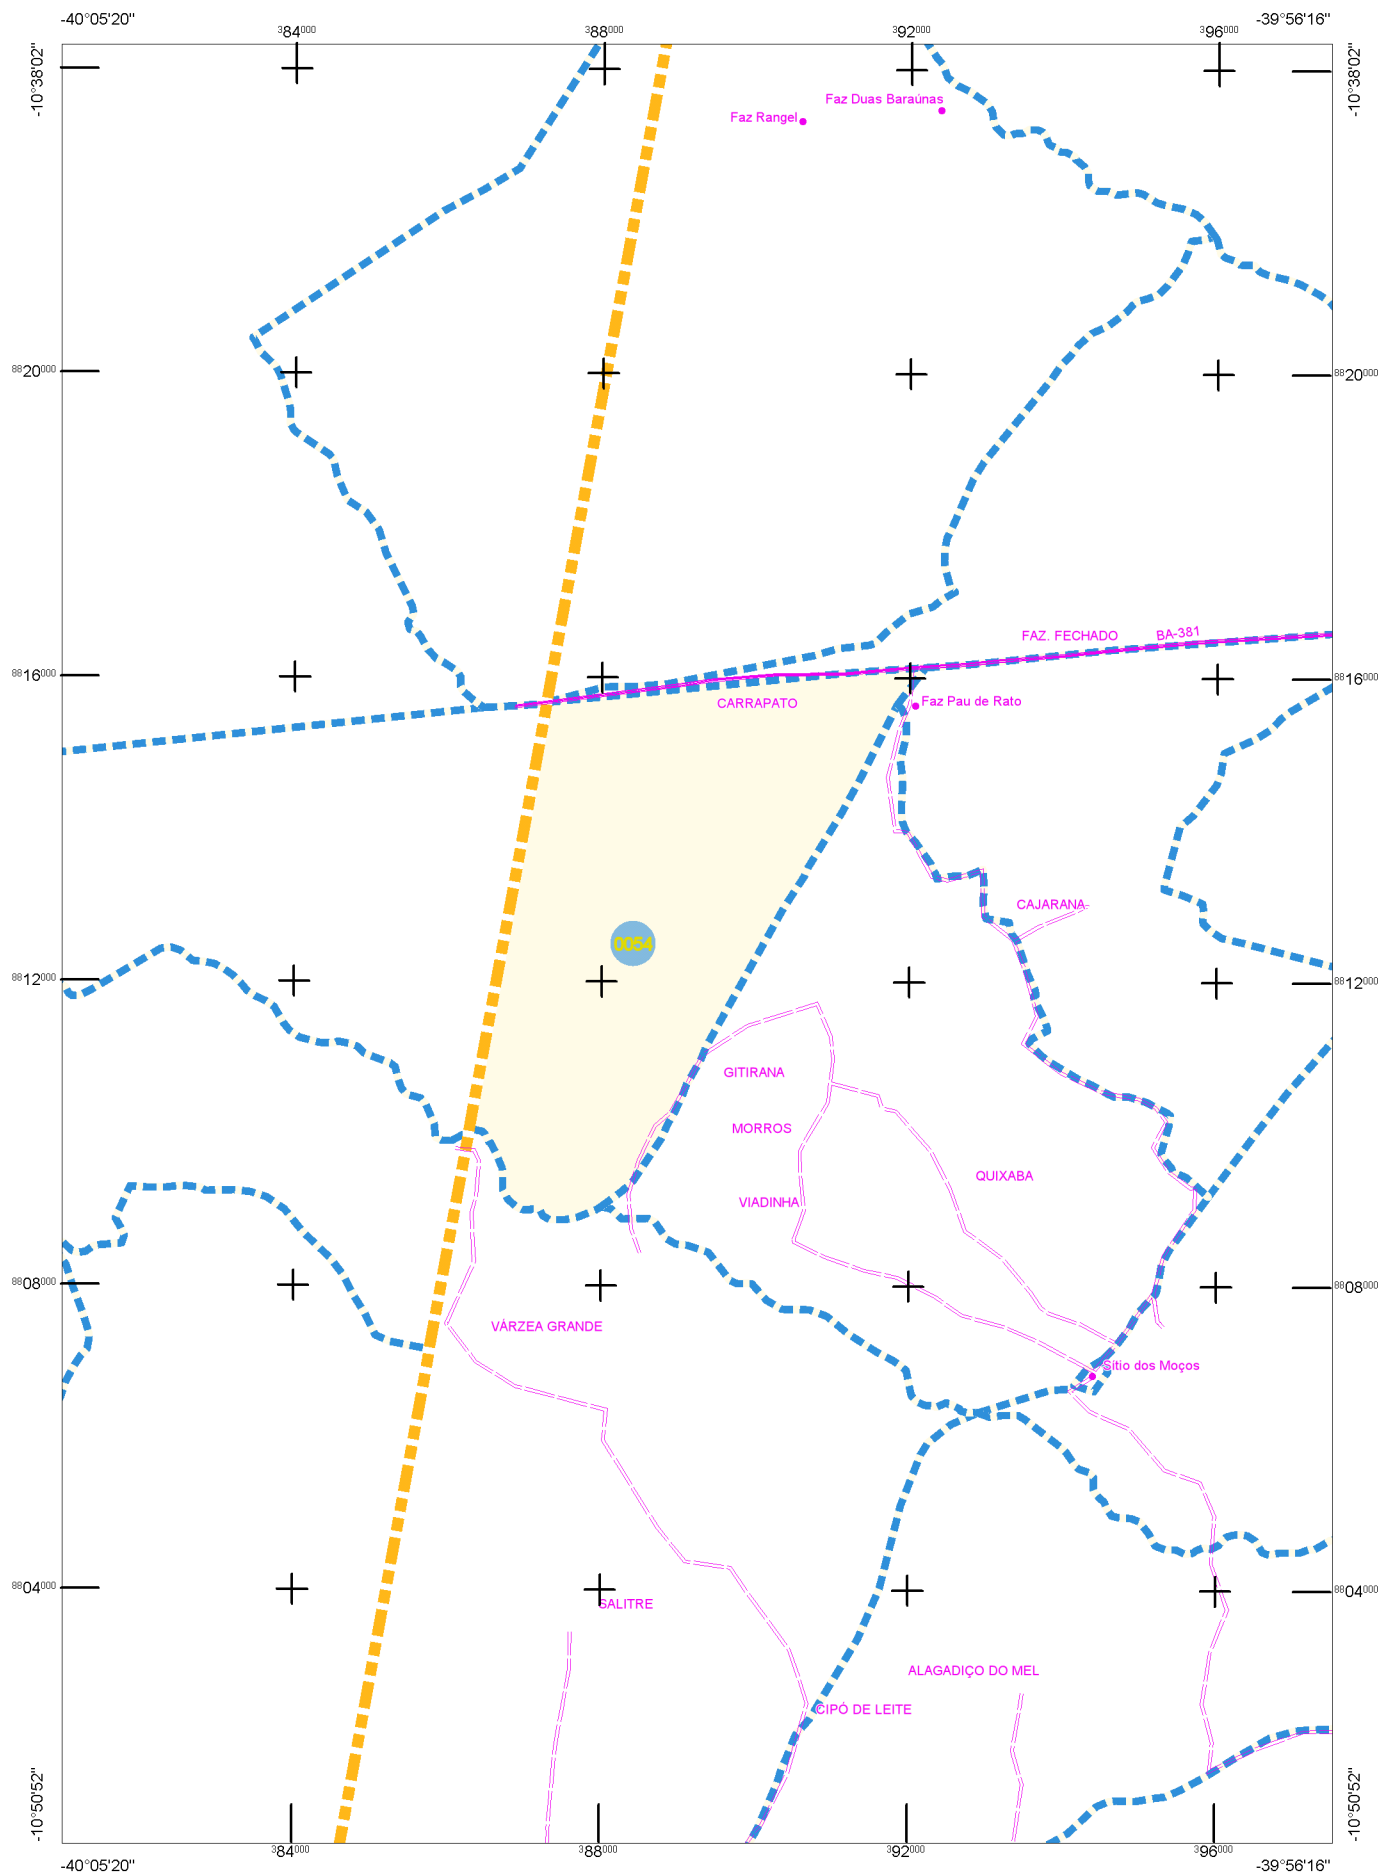 -40°05'20"
384000
388000
392000
396000
-39°56'16"
-10°38'02"
-10°38'02"
Faz Duas Baraúnas
Faz Rangel
8820000
8820000
FAZ. FECHADO
BA-381
8816000
8816000
CARRAPATO
Faz Pau de Rato
CAJARANA
0054
8812000
8812000
GITIRANA
MORROS
QUIXABA
VIADINHA
8808000
8808000
VÁRZEA GRANDE
Sítio dos Moços
8804000
8804000
SALITRE
ALAGADIÇO DO MEL
CIPÓ DE LEITE
-10°50'52"
-10°50'52"
-40°05'20"
384000
388000
392000
396000
-39°56'16"